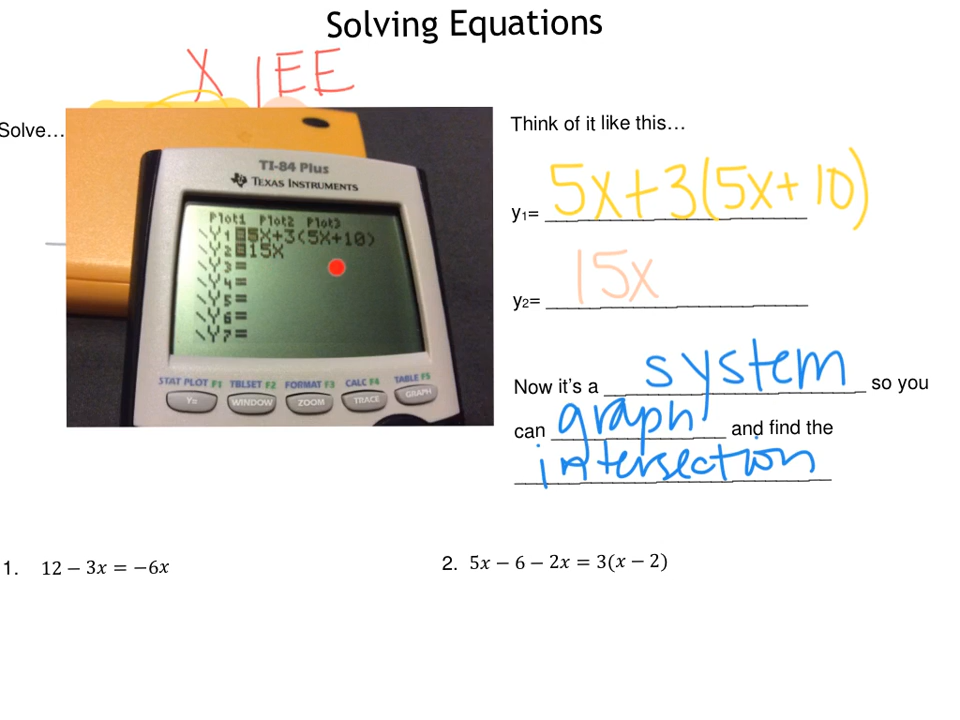 Solving Equations
X 1EE
Solve…
Think of it like this…
TI-84 Plus
TEXAS INSTRUMENTS
Plot1 Plot2 Plot3
\Y1=5X+3(5X+10)
\Y2=15X
\Y3=
\Y4=
\Y5=
\Y6=
\Y7=
STAT PLOT F1 TBLSET F2 FORMAT F3 CALC F4 TABLE F5
Y= WINDOW ZOOM TRACE GRAPH
y1= 5x+3(5x+10)
y2= 15x
Now it's a system so you
can graph and find the
intersection
1. 12 − 3x = −6x
2. 5x − 6 − 2x = 3(x − 2)